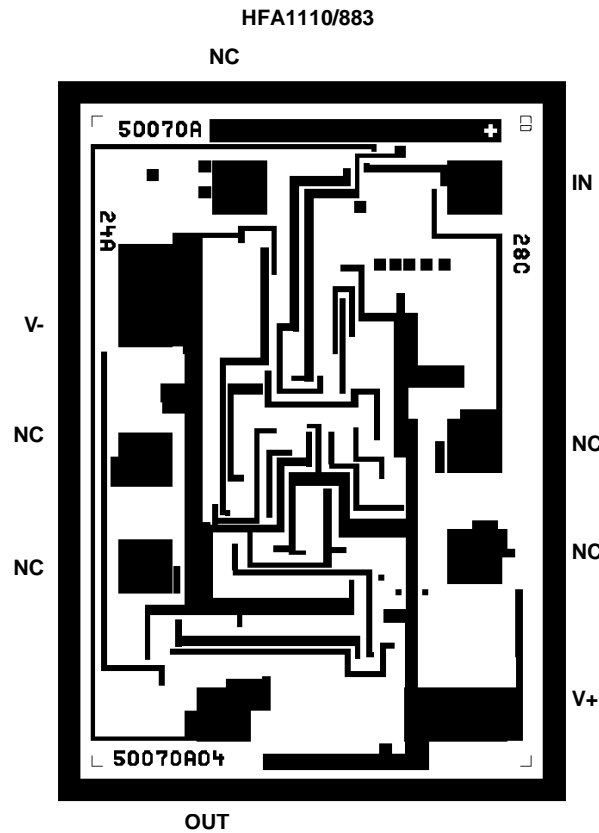 HFA1110/883
NC
50070A
IN
24A
28C
V-
NC
NC
NC
NC
V+
50070A04
OUT